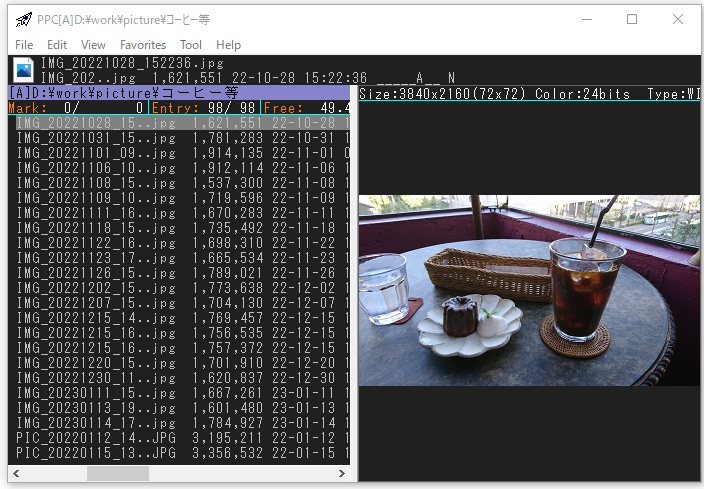 PPC[A]D:¥work¥picture¥コーヒー等
File Edit View Favorites Tool Help
IMG_20221028_152236.jpg
IMG_202..jpg 1,621,551 22-10-28 15:22:36 _____A__N
[A]D:¥work¥picture¥コーヒー等
Size:3840x2160(72x72) Color:24bits Type:WI
Mark: 0/ 0 Entry: 98/ 98 Free: 49.4
IMG_20221028_15..jpg 1,621,551 22-10-28 1
IMG_20221031_15..jpg 1,781,283 22-10-31 1
IMG_20221101_09..jpg 1,914,135 22-11-01 0
IMG_20221106_10..jpg 1,912,114 22-11-06 1
IMG_20221108_15..jpg 1,537,300 22-11-08 1
IMG_20221109_10..jpg 1,719,596 22-11-09 1
IMG_20221111_16..jpg 1,670,283 22-11-11 1
IMG_20221118_15..jpg 1,735,492 22-11-18 1
IMG_20221122_16..jpg 1,698,310 22-11-22 1
IMG_20221123_17..jpg 1,665,534 22-11-23 1
IMG_20221126_15..jpg 1,789,021 22-11-26 1
IMG_20221202_15..jpg 1,773,638 22-12-02 1
IMG_20221207_15..jpg 1,704,130 22-12-07 1
IMG_20221215_14..jpg 1,769,457 22-12-15 1
IMG_20221215_16..jpg 1,756,535 22-12-15 1
IMG_20221215_16..jpg 1,757,372 22-12-15 1
IMG_20221220_15..jpg 1,701,910 22-12-20 1
IMG_20221230_11..jpg 1,620,837 22-12-30 1
IMG_20230111_15..jpg 1,667,261 23-01-11 1
IMG_20230113_19..jpg 1,601,480 23-01-13 1
IMG_20230114_17..jpg 1,784,927 23-01-14 1
PIC_20220112_14..JPG 3,195,211 22-01-12 1
PIC_20220115_13..JPG 3,356,532 22-01-15 1